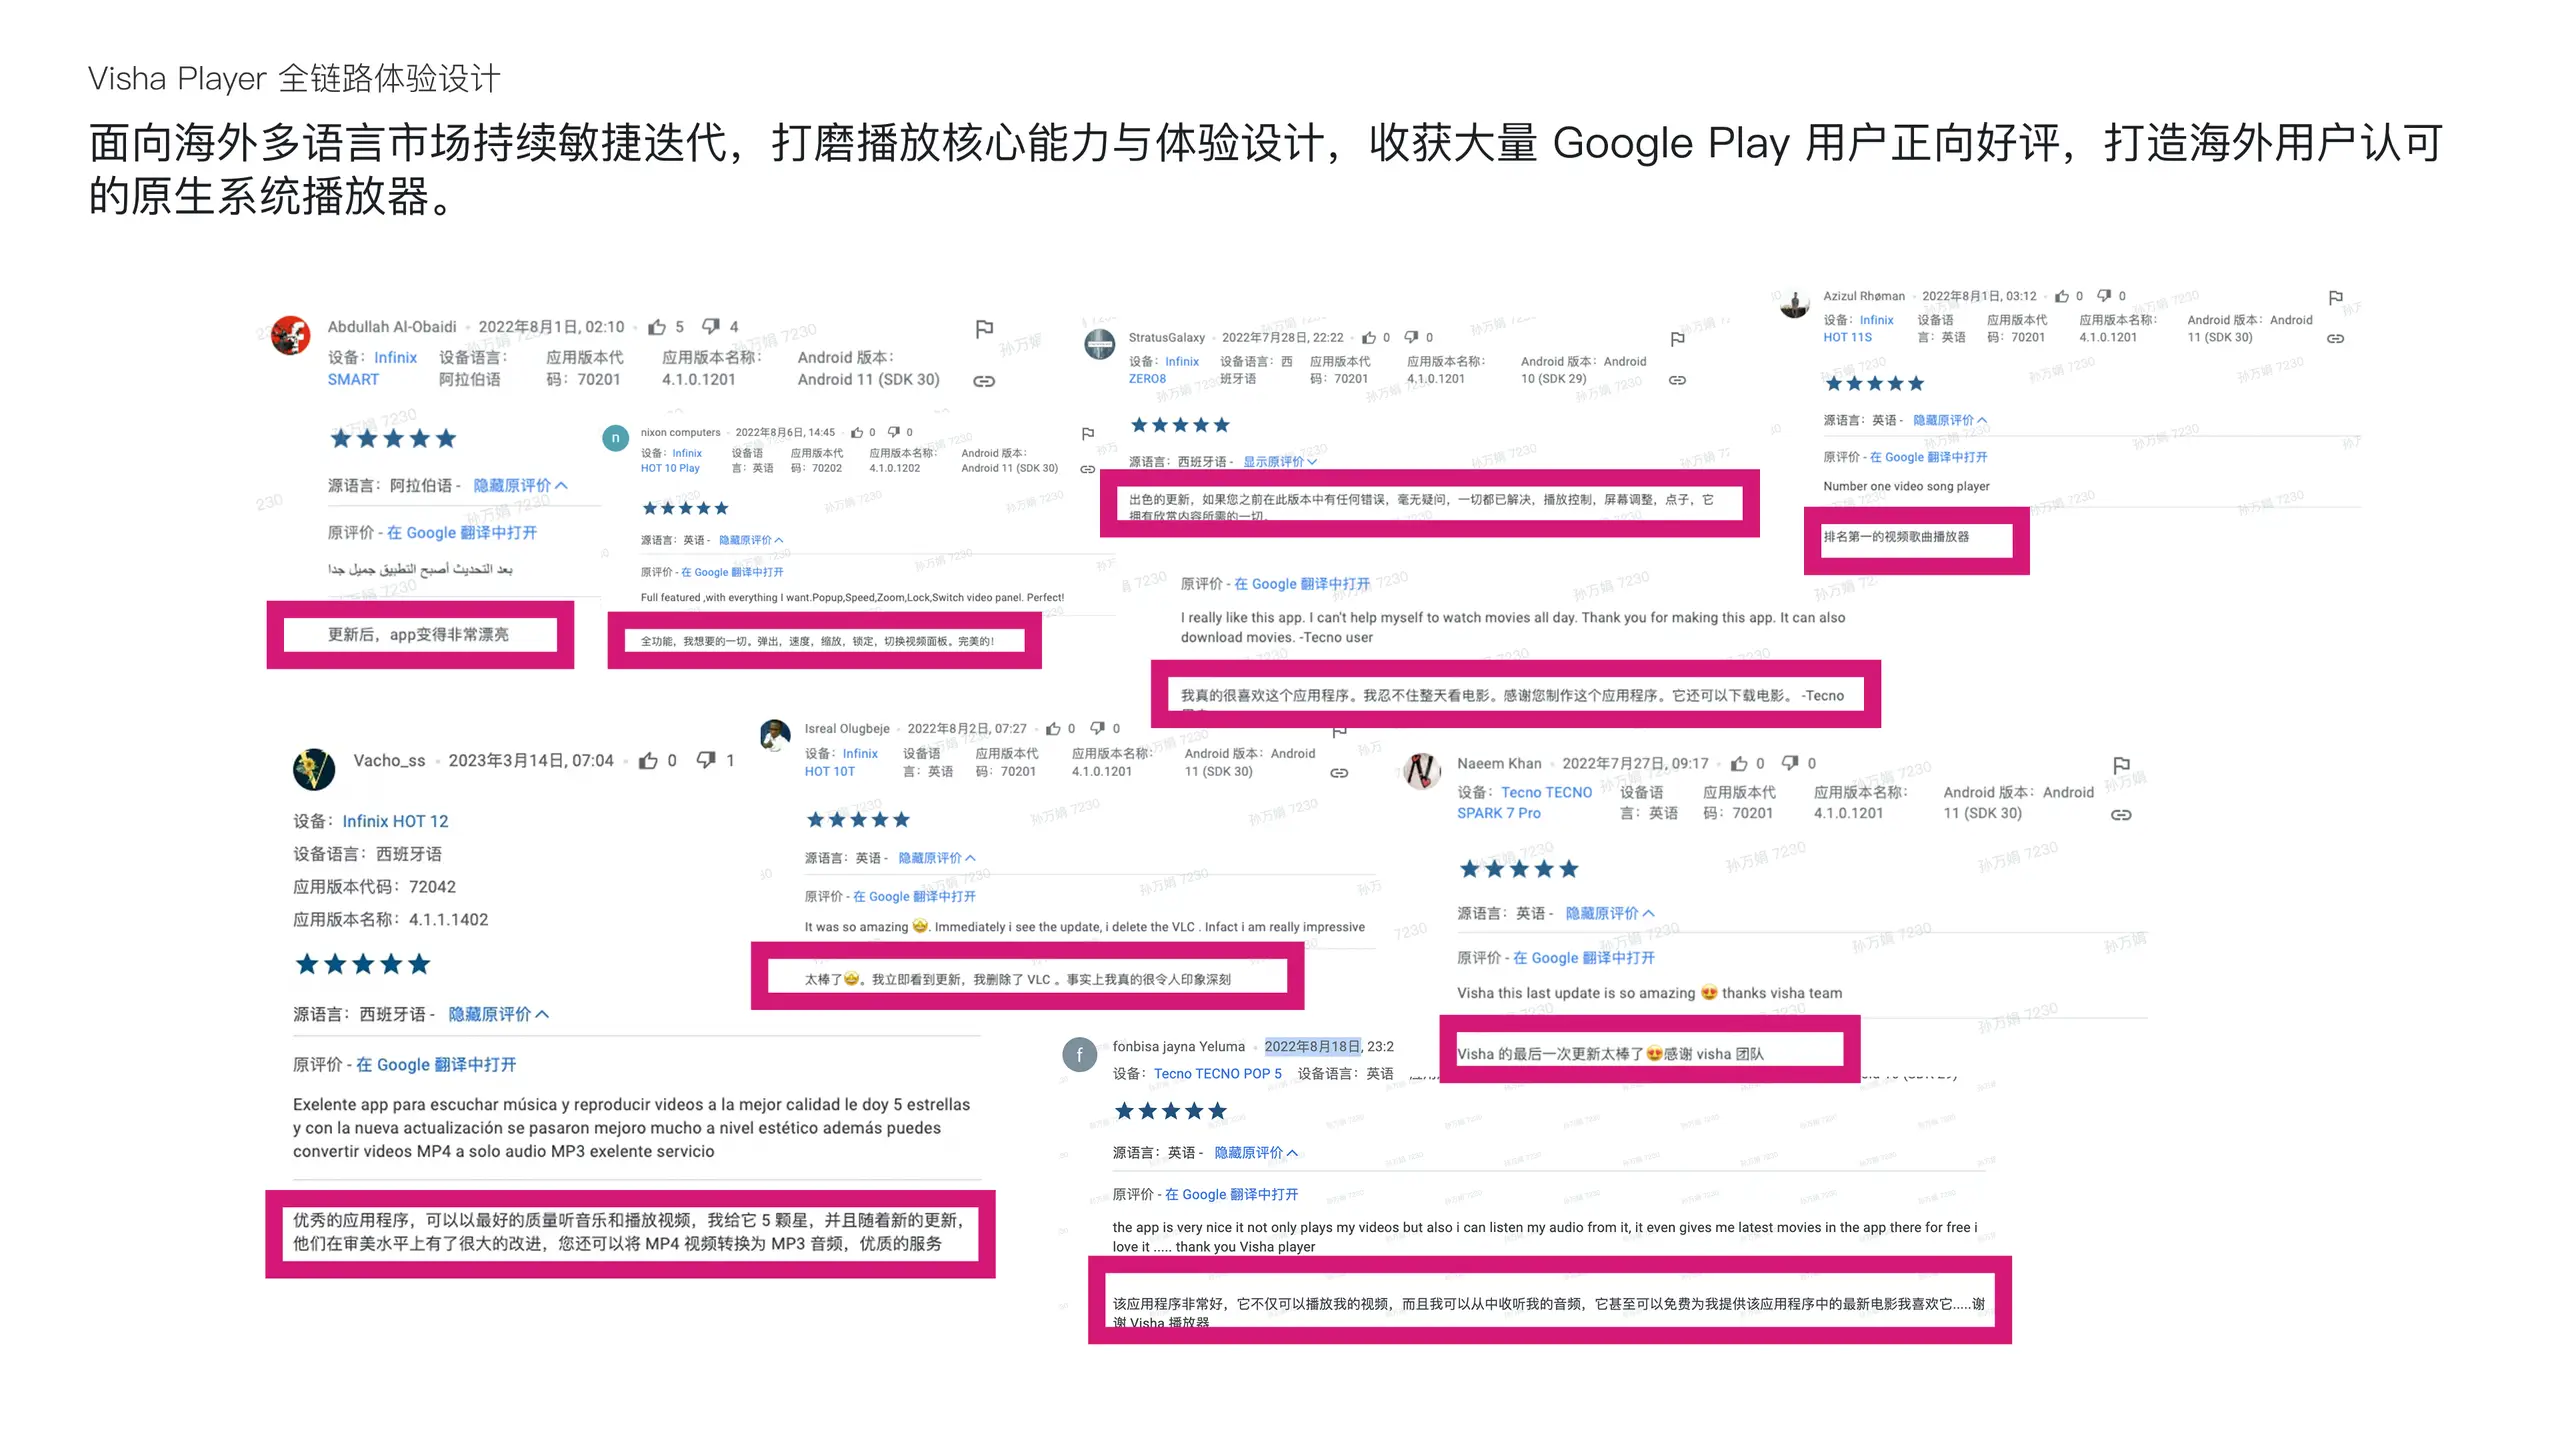 Visha Player 全链路体验设计
面向海外多语言市场持续敏捷迭代，打磨播放核心能力与体验设计，收获大量 Google Play 用户正向好评，打造海外用户认可
的原生系统播放器。
Abdullah Al-Obaidi • 2022年8月1日, 02:10 • 5 4
设备： Infinix SMART
设备语言： 阿拉伯语
应用版本代码： 70201
应用版本名称： 4.1.0.1201
Android 版本： Android 11 (SDK 30)
源语言：阿拉伯语 - 隐藏原评价
原评价 - 在 Google 翻译中打开
بعد التحديث أصبح التطبيق جميل جدا
更新后，app变得非常漂亮
n
nixon computers • 2022年8月6日, 14:45 0 0
设备： Infinix HOT 10 Play
设备语言：英语
应用版本代码：70202
应用版本名称： 4.1.0.1202
Android 版本： Android 11 (SDK 30)
源语言：英语 - 隐藏原评价
原评价 - 在 Google 翻译中打开
Full featured ,with everything I want.Popup,Speed,Zoom,Lock,Switch video panel. Perfect!
全功能，我想要的一切。弹出，速度，缩放，锁定，切换视频面板。完美的！
StratusGalaxy • 2022年7月28日, 22:22 • 0 0
设备： Infinix ZERO8
设备语言：西班牙语
应用版本代码：70201
应用版本名称： 4.1.0.1201
Android 版本：Android 10 (SDK 29)
源语言：西班牙语 - 显示原评价
出色的更新，如果您之前在此版本中有任何错误，毫无疑问，一切都已解决，播放控制，屏幕调整，点子，它
拥有欣赏内容所需的一切。
原评价 - 在 Google 翻译中打开
I really like this app. I can't help myself to watch movies all day. Thank you for making this app. It can also
download movies. -Tecno user
我真的很喜欢这个应用程序。我忍不住整天看电影。感谢您制作这个应用程序。它还可以下载电影。 -Tecno
Azizul Rhøman • 2022年8月1日, 03:12 • 0 0
设备： Infinix HOT 11S
设备语言：英语
应用版本代码：70201
应用版本名称： 4.1.0.1201
Android 版本：Android 11 (SDK 30)
源语言：英语 - 隐藏原评价
原评价 - 在 Google 翻译中打开
Number one video song player
排名第一的视频歌曲播放器
Vacho_ss • 2023年3月14日, 07:04 • 0 1
设备： Infinix HOT 12
设备语言：西班牙语
应用版本代码：72042
应用版本名称：4.1.1.1402
源语言：西班牙语 - 隐藏原评价
原评价 - 在 Google 翻译中打开
Exelente app para escuchar música y reproducir videos a la mejor calidad le doy 5 estrellas
y con la nueva actualización se pasaron mejoro mucho a nivel estético además puedes
convertir videos MP4 a solo audio MP3 exelente servicio
优秀的应用程序，可以以最好的质量听音乐和播放视频，我给它 5 颗星，并且随着新的更新，
他们在审美水平上有了很大的改进，您还可以将 MP4 视频转换为 MP3 音频，优质的服务
Isreal Olugbeje • 2022年8月2日, 07:27 • 0 0
设备： Infinix HOT 10T
设备语言：英语
应用版本代码：70201
应用版本名称： 4.1.0.1201
Android 版本：Android 11 (SDK 30)
源语言：英语 - 隐藏原评价
原评价 - 在 Google 翻译中打开
It was so amazing 🤩. Immediately i see the update, i delete the VLC . Infact i am really impressive
太棒了🤩。我立即看到更新，我删除了 VLC 。事实上我真的很令人印象深刻
Naeem Khan • 2022年7月27日, 09:17 • 0 0
设备： Tecno TECNO SPARK 7 Pro
设备语言：英语
应用版本代码：70201
应用版本名称： 4.1.0.1201
Android 版本：Android 11 (SDK 30)
源语言：英语 - 隐藏原评价
原评价 - 在 Google 翻译中打开
Visha this last update is so amazing 😍 thanks visha team
Visha 的最后一次更新太棒了😍感谢 visha 团队
f
fonbisa jayna Yeluma • 2022年8月18日, 23:2
设备： Tecno TECNO POP 5 设备语言：英语
源语言：英语 - 隐藏原评价
原评价 - 在 Google 翻译中打开
the app is very nice it not only plays my videos but also i can listen my audio from it, it even gives me latest movies in the app there for free i
love it ..... thank you Visha player
该应用程序非常好，它不仅可以播放我的视频，而且我可以从中收听我的音频，它甚至可以免费为我提供该应用程序中的最新电影我喜欢它.....谢
谢 Visha 播放器
孙万娟 7230